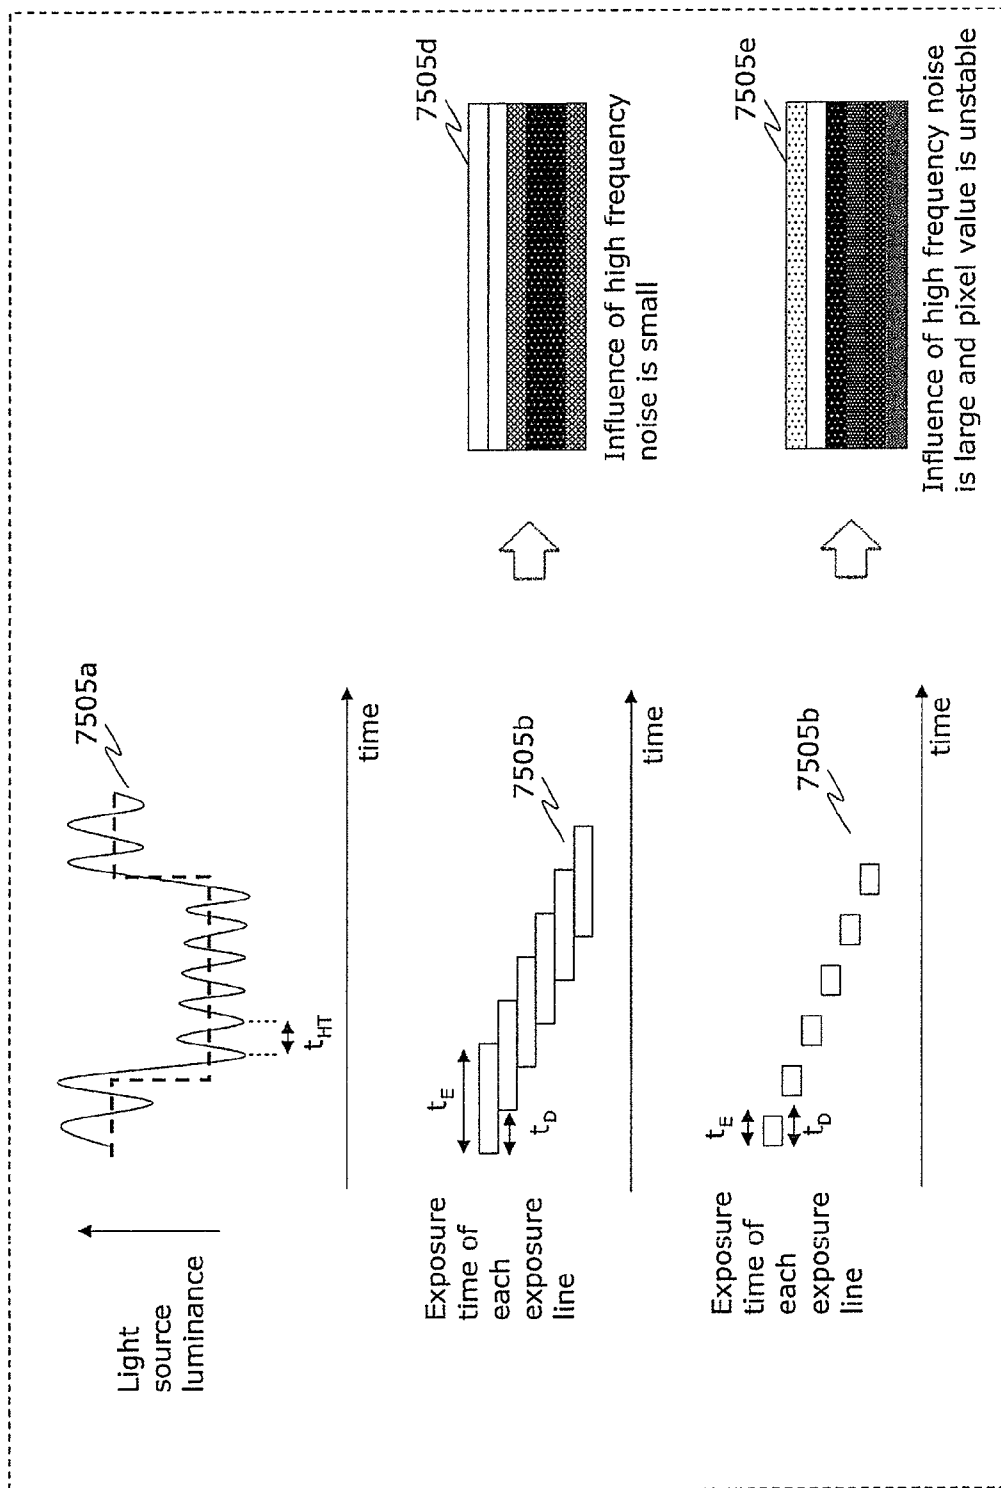 Light
source
luminance
7505a
t_HT
time
Exposure
time of
each
exposure
line
t_E
t_D
7505b
time
7505d
Influence of high frequency
noise is small
Exposure
time of
each
exposure
line
t_E
t_D
7505b
time
7505e
Influence of high frequency noise
is large and pixel value is unstable